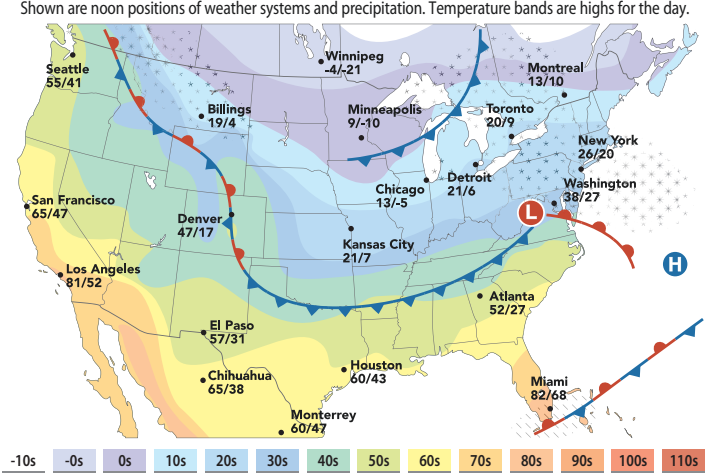 Shown are noon positions of weather systems and precipitation. Temperature bands are highs for the day.
Winnipeg
-4/-21
Seattle
55/41
Montreal
13/10
Billings
19/4
Minneapolis
9/-10
Toronto
20/9
New York
26/20
Chicago
13/-5
Detroit
21/6
Washington
38/27
San Francisco
65/47
Denver
47/17
L
Kansas City
21/7
H
Los Angeles
81/52
Atlanta
52/27
El Paso
57/31
Chihuahua
65/38
Houston
60/43
Miami
82/68
Monterrey
60/47
-10s -0s 0s 10s 20s 30s 40s 50s 60s 70s 80s 90s 100s 110s